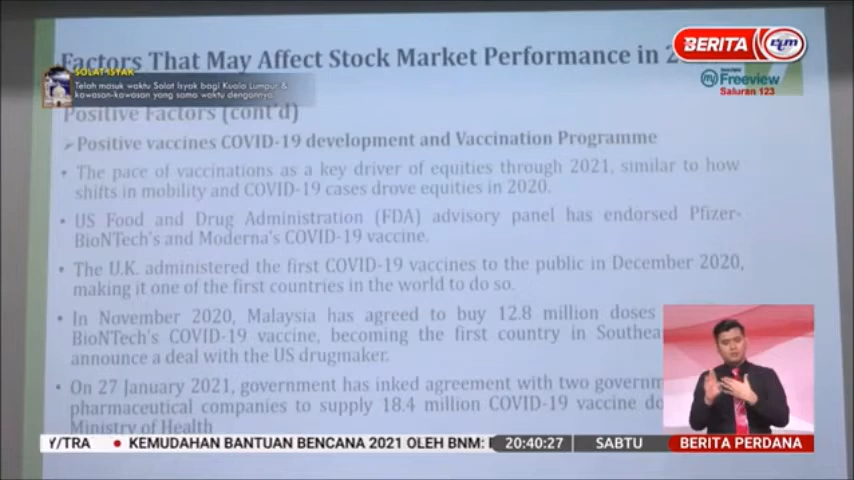 Factors That May Affect Stock Market Performance in 2
BERITA
SOLAT ISYAK
Telah masuk waktu Solat Isyak bagi Kuala Lumpur &
kawasan-kawasan yang sama waktu dengannya
Freeview
Saluran 123
Positive Factors (cont'd)
➢Positive vaccines COVID-19 development and Vaccination Programme
• The pace of vaccinations as a key driver of equities through 2021, similar to how
shifts in mobility and COVID-19 cases drove equities in 2020.
• US Food and Drug Administration (FDA) advisory panel has endorsed Pfizer-
BioNTech's and Moderna's COVID-19 vaccine.
• The U.K. administered the first COVID-19 vaccines to the public in December 2020,
making it one of the first countries in the world to do so.
• In November 2020, Malaysia has agreed to buy 12.8 million doses
BioNTech's COVID-19 vaccine, becoming the first country in Southea
announce a deal with the US drugmaker.
• On 27 January 2021, government has inked agreement with two governm
pharmaceutical companies to supply 18.4 million COVID-19 vaccine do
Ministry of Health
Y/TRA • KEMUDAHAN BANTUAN BENCANA 2021 OLEH BNM: 20:40:27 SABTU BERITA PERDANA